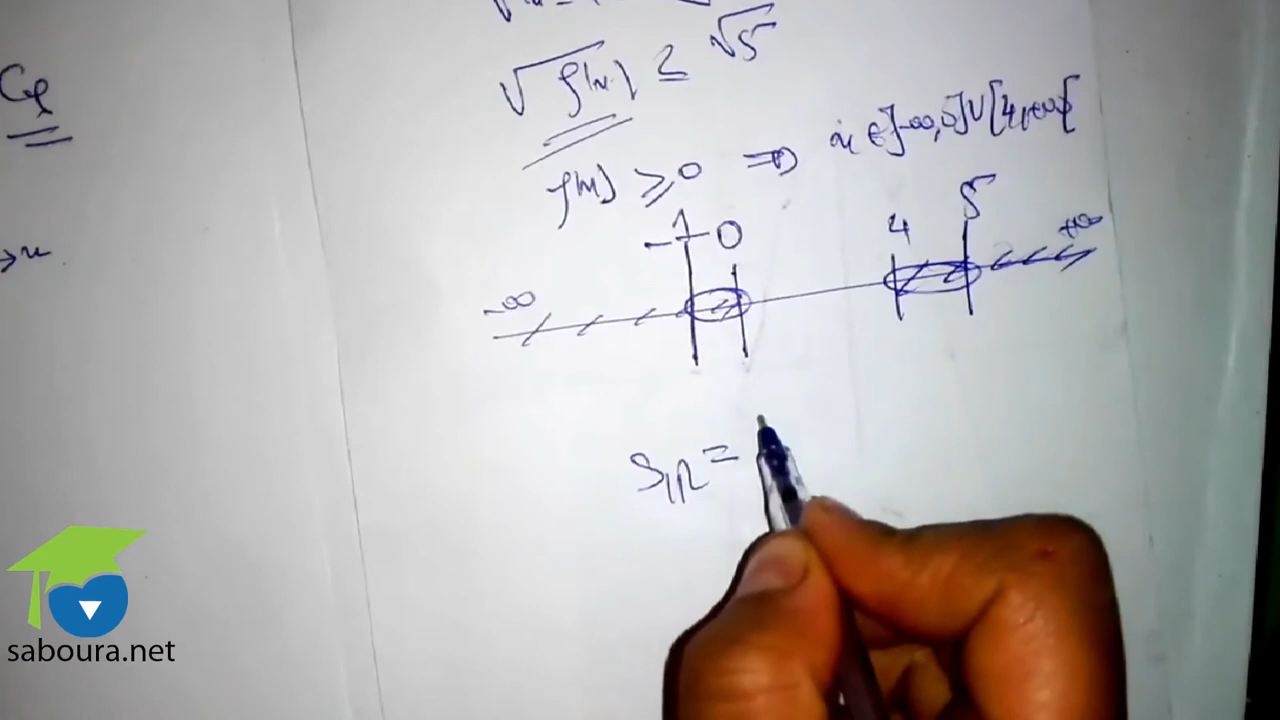 Cf
√f(x) ≤ √5
f(x) ≥ 0 ⇒ x ∈ ]-∞,0] ∪ [4,+∞[
-1 0 4 5
-∞ +∞
→ x
S_IR =
saboura.net